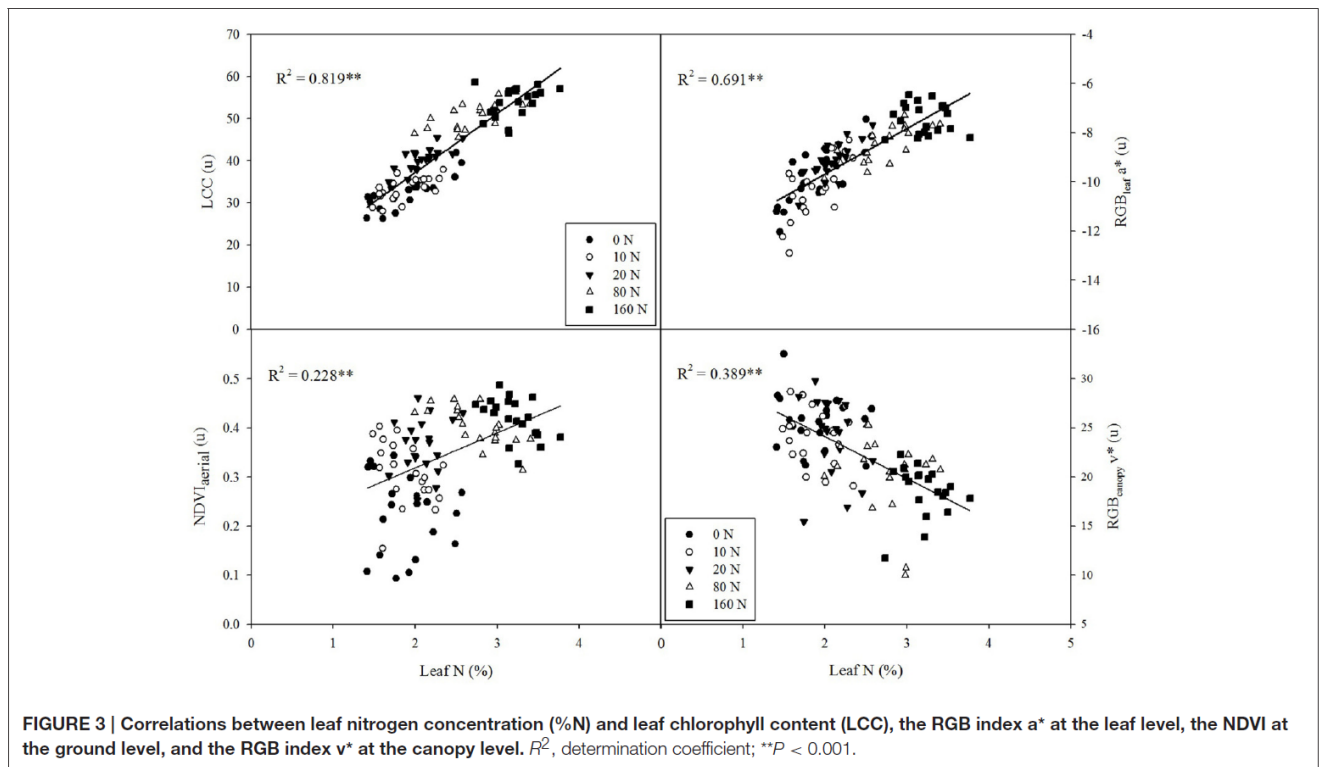 70
60
50
40
30
20
10
0
LCC (u)
R² = 0.819**
0 N
10 N
20 N
80 N
160 N
R² = 0.691**
-4
-6
-8
-10
-12
-14
-16
RGBleaf a* (u)
0.5
0.4
0.3
0.2
0.1
0.0
NDVIaerial (u)
R² = 0.228**
0 1 2 3 4
Leaf N (%)
R² = 0.389**
0 N
10 N
20 N
80 N
160 N
30
25
20
15
10
5
RGBcanopy v* (u)
1 2 3 4 5
Leaf N (%)
FIGURE 3 | Correlations between leaf nitrogen concentration (%N) and leaf chlorophyll content (LCC), the RGB index a* at the leaf level, the NDVI at
the ground level, and the RGB index v* at the canopy level. R², determination coefficient; **P < 0.001.